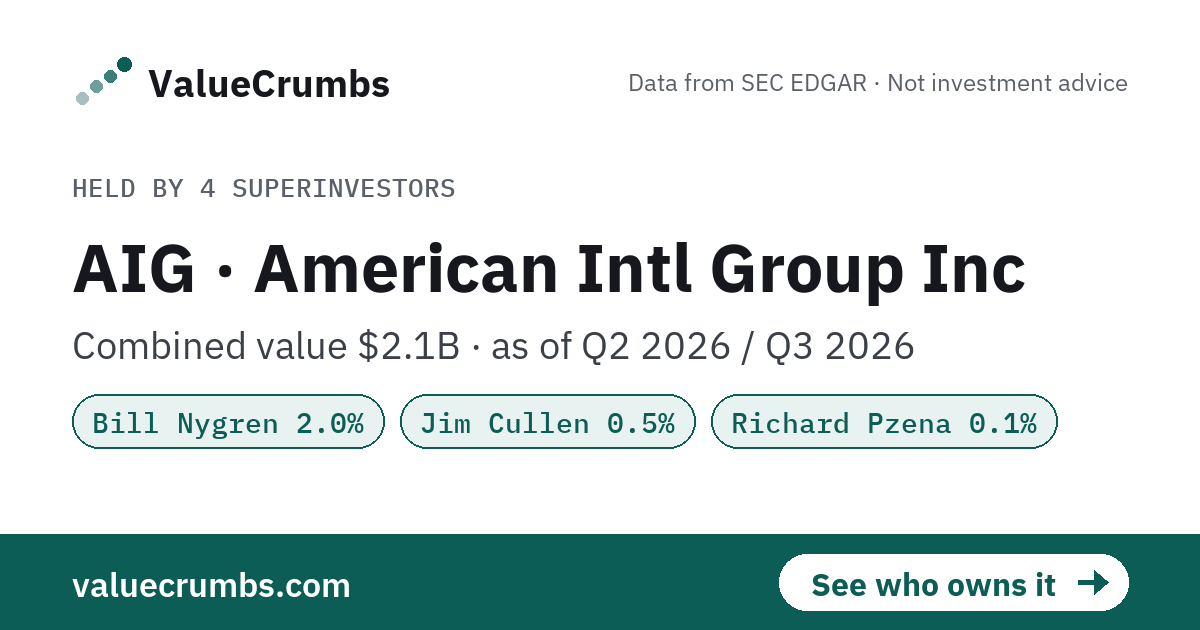 ValueCrumbs
Data from SEC EDGAR · Not investment advice
HELD BY 4 SUPERINVESTORS
AIG · American Intl Group Inc
Combined value $2.1B · as of Q2 2026 / Q3 2026
Bill Nygren 2.0%
Jim Cullen 0.5%
Richard Pzena 0.1%
valuecrumbs.com
See who owns it →